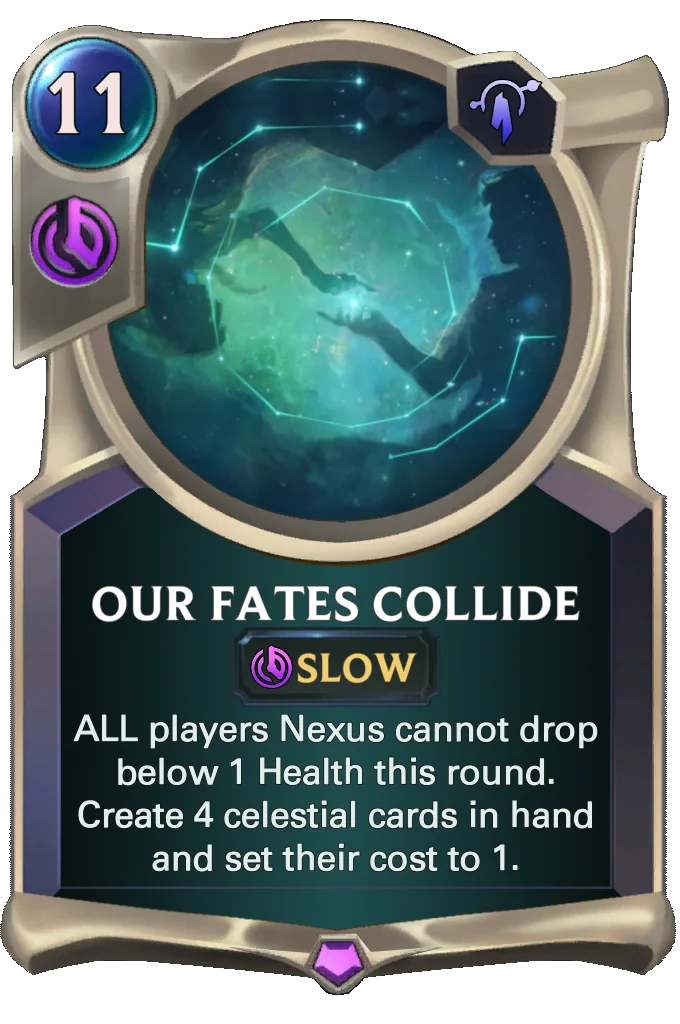 11
OUR FATES COLLIDE
SLOW
ALL players Nexus cannot drop
below 1 Health this round.
Create 4 celestial cards in hand
and set their cost to 1.